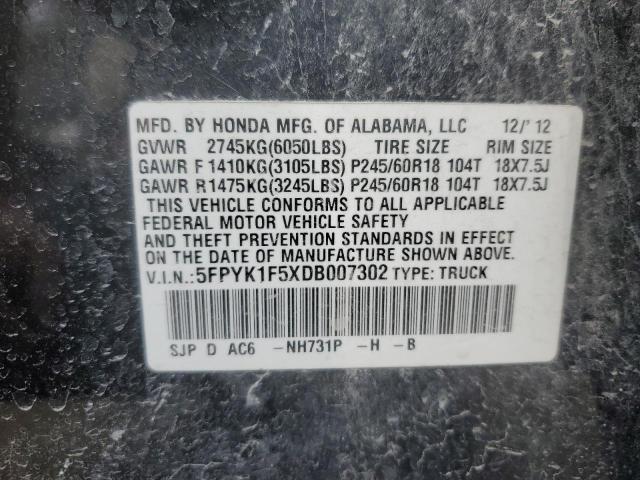 MFD. BY HONDA MFG. OF ALABAMA, LLC 12/'12
GVWR 2745KG(6050LBS) TIRE SIZE RIM SIZE
GAWR F 1410KG(3105LBS) P245/60R18 104T 18X7.5J
GAWR R1475KG(3245LBS) P245/60R18 104T 18X7.5J
THIS VEHICLE CONFORMS TO ALL APPLICABLE
FEDERAL MOTOR VEHICLE SAFETY
AND THEFT PREVENTION STANDARDS IN EFFECT
ON THE DATE OF MANUFACTURE SHOWN ABOVE.
V.I.N.: 5FPYK1F5XDB007302 TYPE: TRUCK
SJP D AC6 -NH731P -H -B